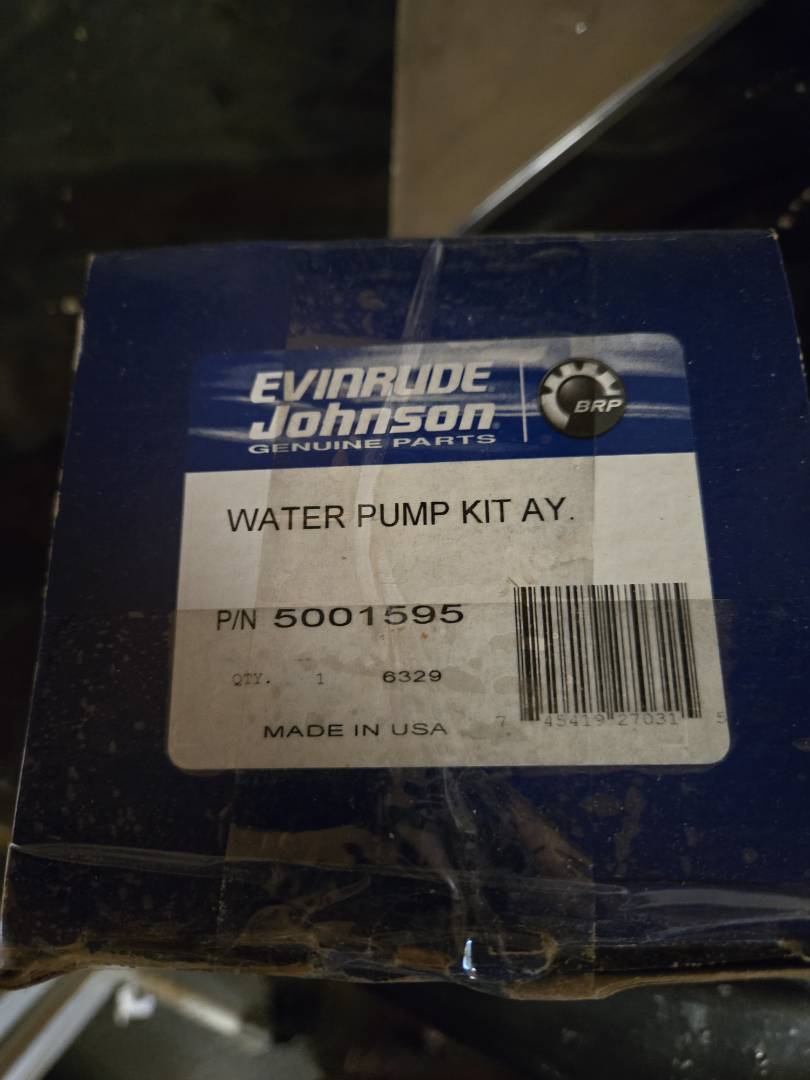 EVINRUDE
Johnson
GENUINE PARTS
BRP
WATER PUMP KIT AY.
P/N 5001595
QTY. 1 6329
MADE IN USA
7 45419 27031 5